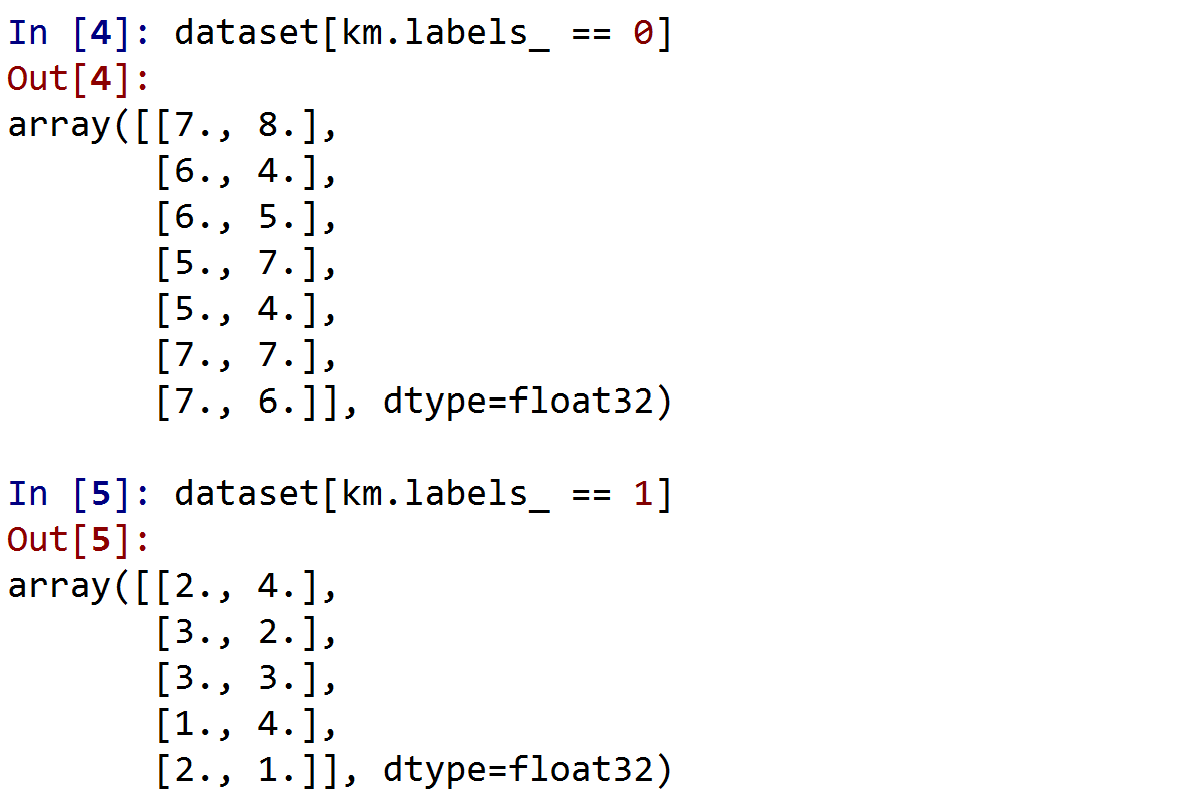 In [4]: dataset[km.labels_ == 0]
Out[4]:
array([[7., 8.],
       [6., 4.],
       [6., 5.],
       [5., 7.],
       [5., 4.],
       [7., 7.],
       [7., 6.]], dtype=float32)

In [5]: dataset[km.labels_ == 1]
Out[5]:
array([[2., 4.],
       [3., 2.],
       [3., 3.],
       [1., 4.],
       [2., 1.]], dtype=float32)